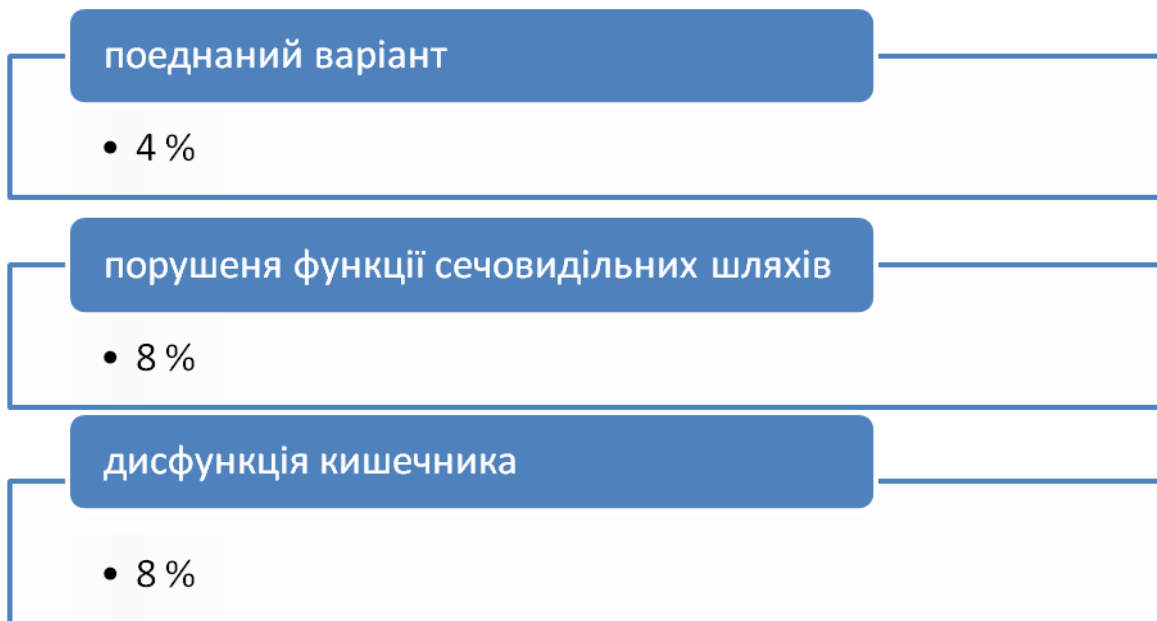 поеднаний варіант
• 4 %
порушеня функції сечовидільних шляхів
• 8 %
дисфункція кишечника
• 8 %